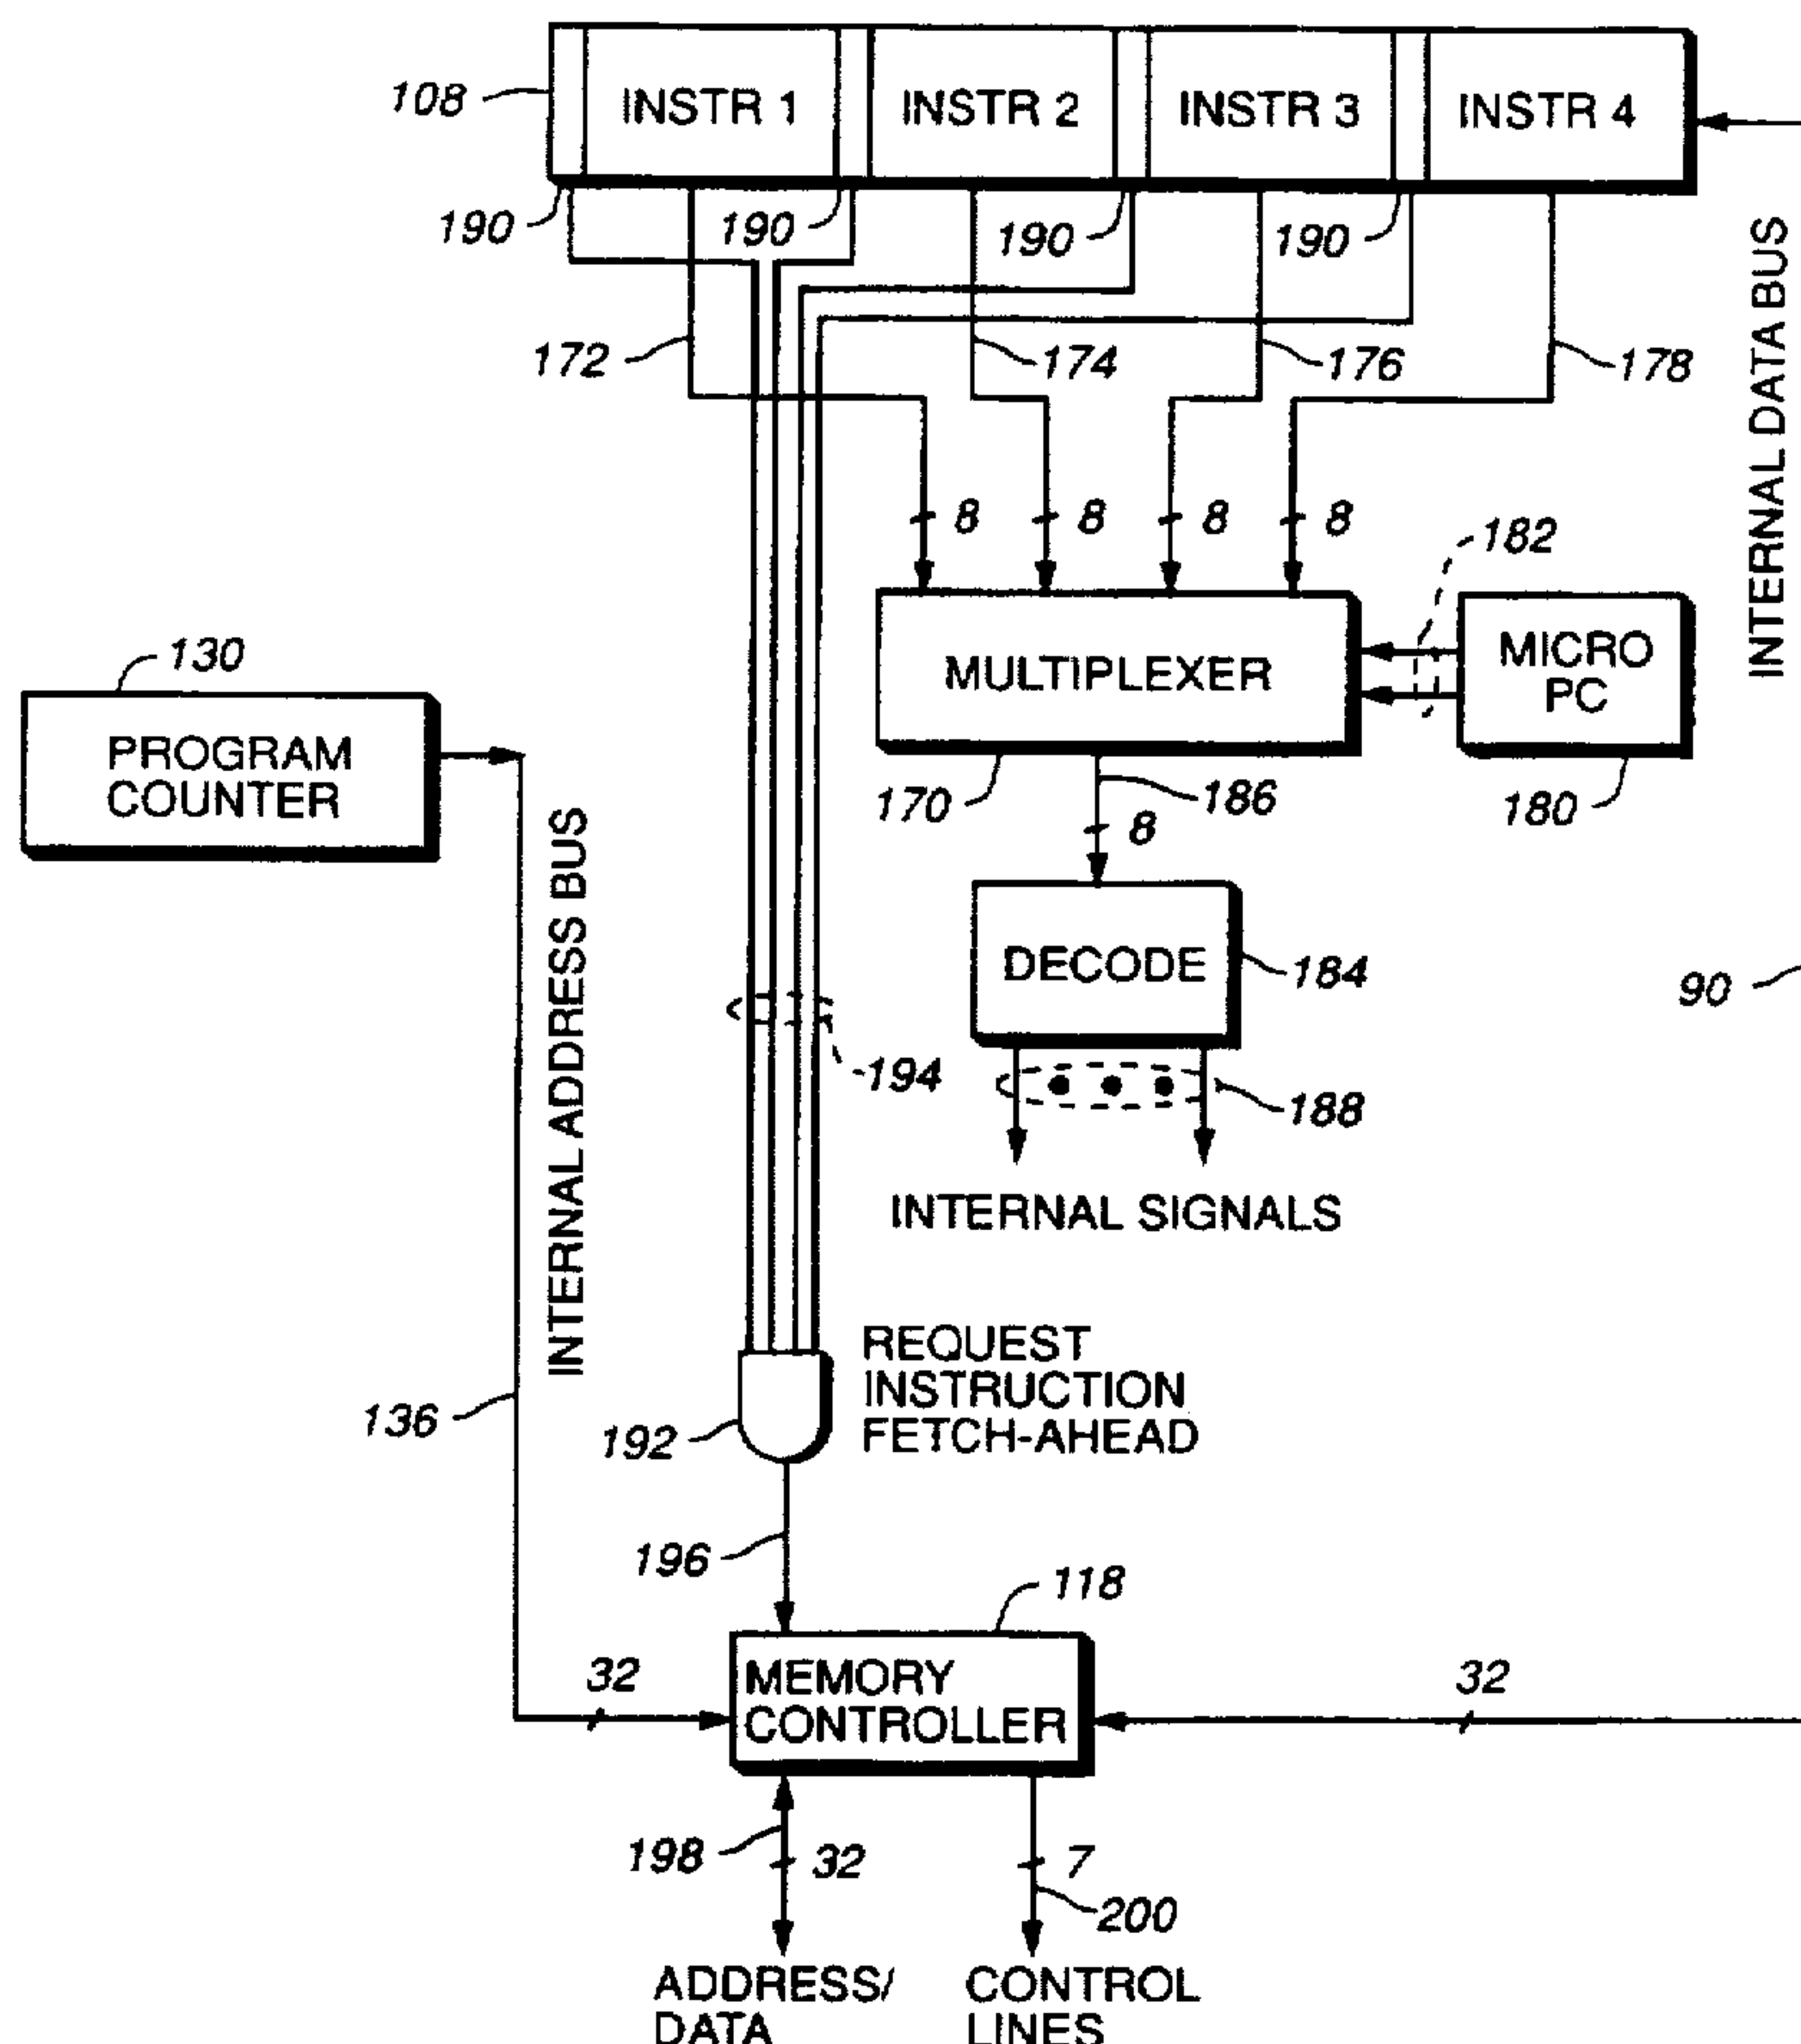 108
INSTR 1
INSTR 2
INSTR 3
INSTR 4
190
190
190
190
172
174
176
178
INTERNAL DATA BUS
8
8
8
8
182
130
MULTIPLEXER
MICRO
PC
PROGRAM
COUNTER
170
186
180
8
INTERNAL ADDRESS BUS
DECODE
184
90
194
188
INTERNAL SIGNALS
REQUEST
INSTRUCTION
FETCH-AHEAD
136
192
196
118
32
MEMORY
CONTROLLER
32
198
32
7
200
ADDRESS/
DATA
CONTROL
LINES